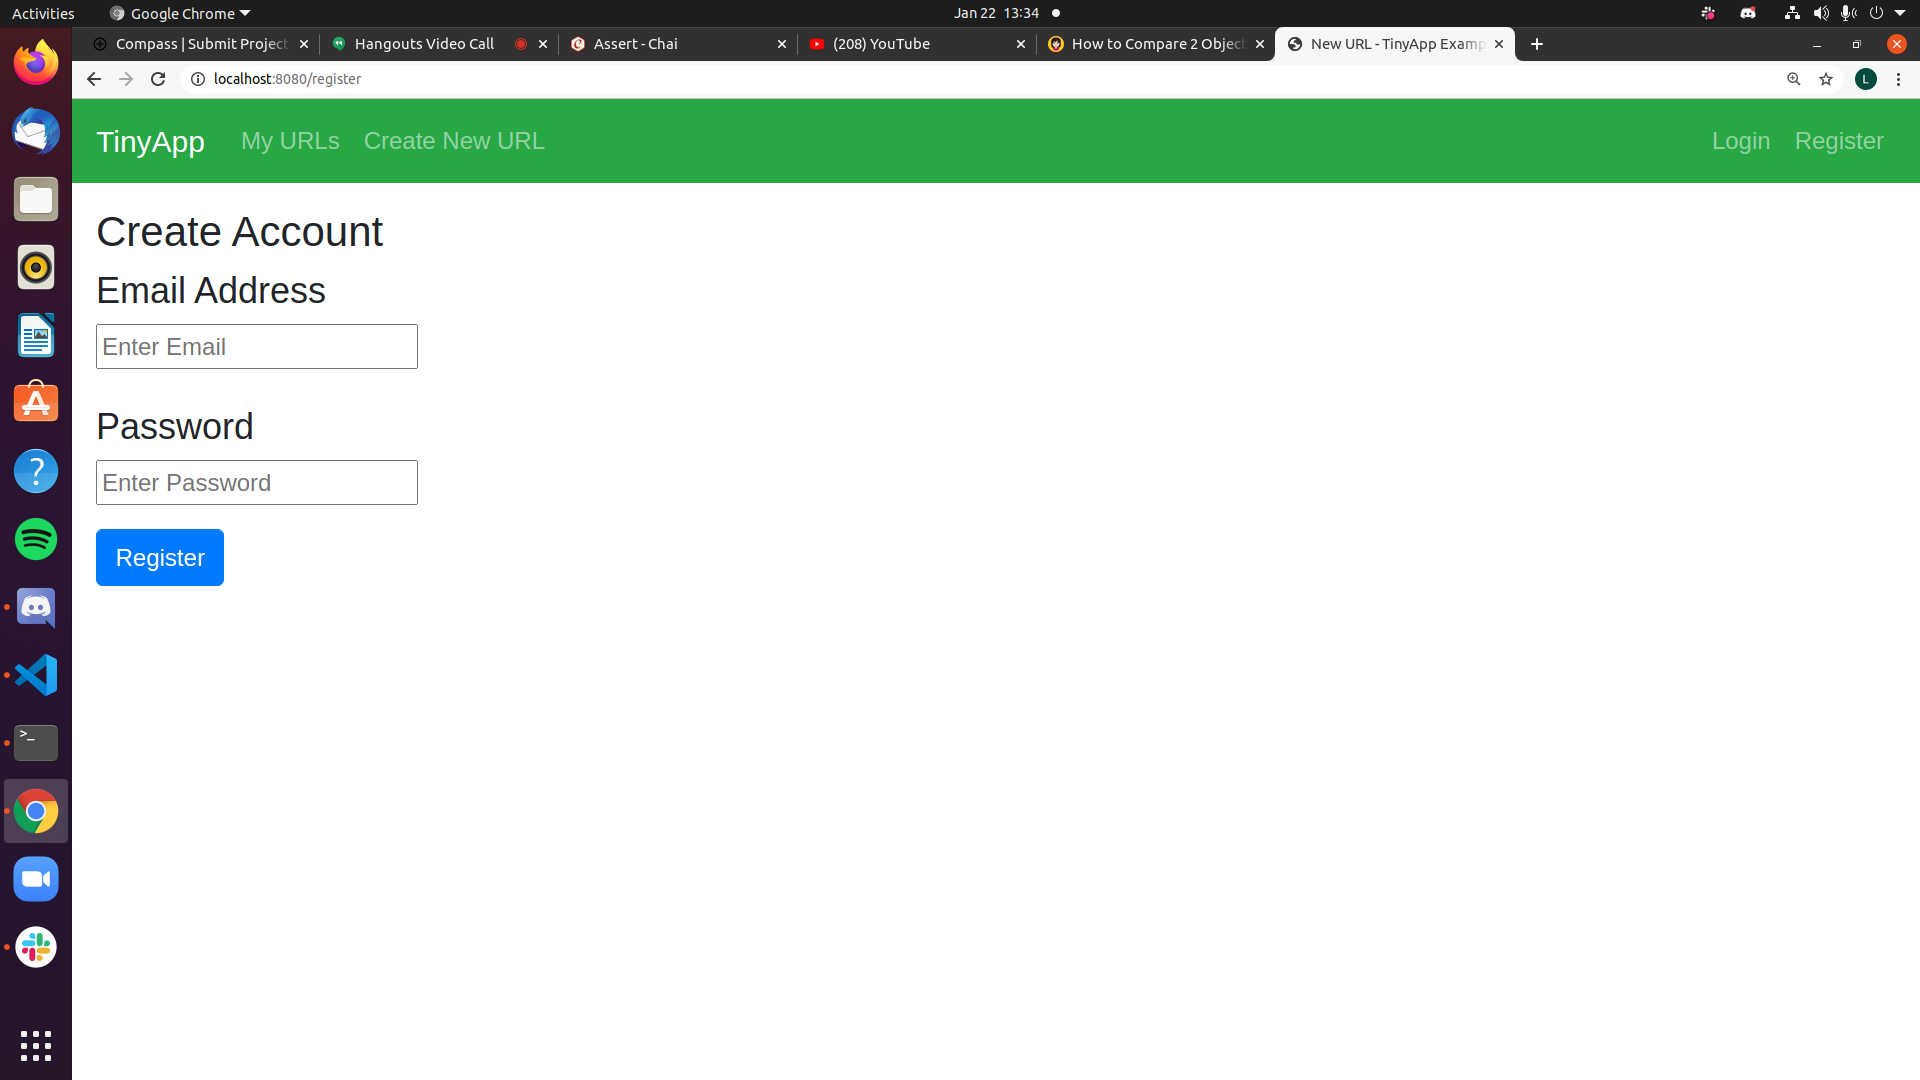 Activities
Google Chrome
Jan 22 13:34
Compass | Submit Project
Hangouts Video Call
Assert - Chai
(208) YouTube
How to Compare 2 Object
New URL - TinyApp Examp
localhost:8080/register
L
TinyApp
My URLs
Create New URL
Login
Register
Create Account
Email Address
Enter Email
Password
Enter Password
Register
>_